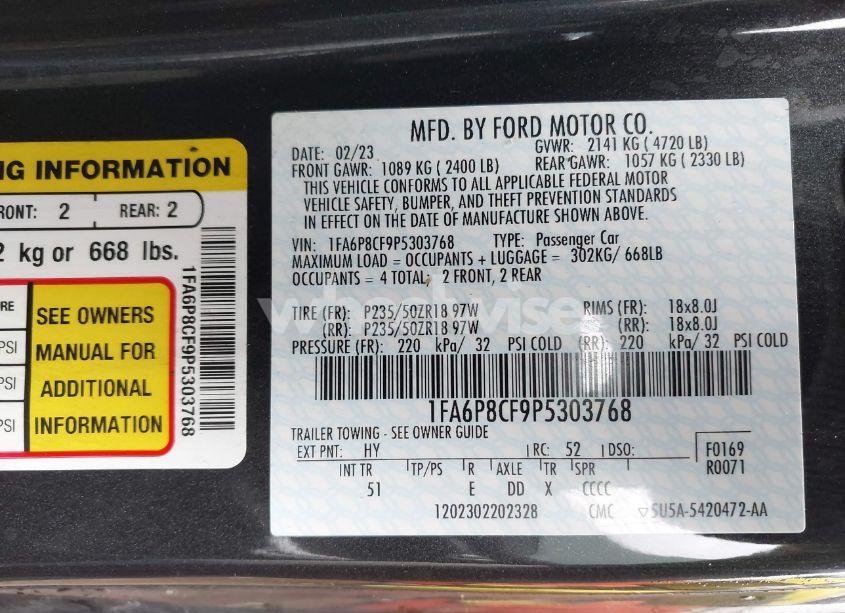 NG INFORMATION
FRONT: 2 REAR: 2
2 kg or 668 lbs.
RE
PSI
PSI
PSI
SEE OWNERS
MANUAL FOR
ADDITIONAL
INFORMATION
1FA6P8CF9P5303768
MFD. BY FORD MOTOR CO.
DATE: 02/23 GVWR: 2141 KG ( 4720 LB)
FRONT GAWR: 1089 KG ( 2400 LB) REAR GAWR: 1057 KG ( 2330 LB)
THIS VEHICLE CONFORMS TO ALL APPLICABLE FEDERAL MOTOR
VEHICLE SAFETY, BUMPER, AND THEFT PREVENTION STANDARDS
IN EFFECT ON THE DATE OF MANUFACTURE SHOWN ABOVE.
VIN: 1FA6P8CF9P5303768 TYPE: Passenger Car
MAXIMUM LOAD = OCCUPANTS + LUGGAGE = 302KG/ 668LB
OCCUPANTS = 4 TOTAL: 2 FRONT, 2 REAR
TIRE (FR): P235/50ZR18 97W RIMS (FR): 18x8.0J
(RR): P235/50ZR18 97W (RR): 18x8.0J
PRESSURE (FR): 220 kPa/ 32 PSI COLD (RR): 220 kPa/ 32 PSI COLD
1FA6P8CF9P5303768
TRAILER TOWING - SEE OWNER GUIDE
EXT PNT: HY RC: 52 DSO: F0169
INT TR TP/PS R AXLE TR SPR R0071
51 E DD X CCCC
1202302202328 CMC ▽5U5A-5420472-AA
wheelwise